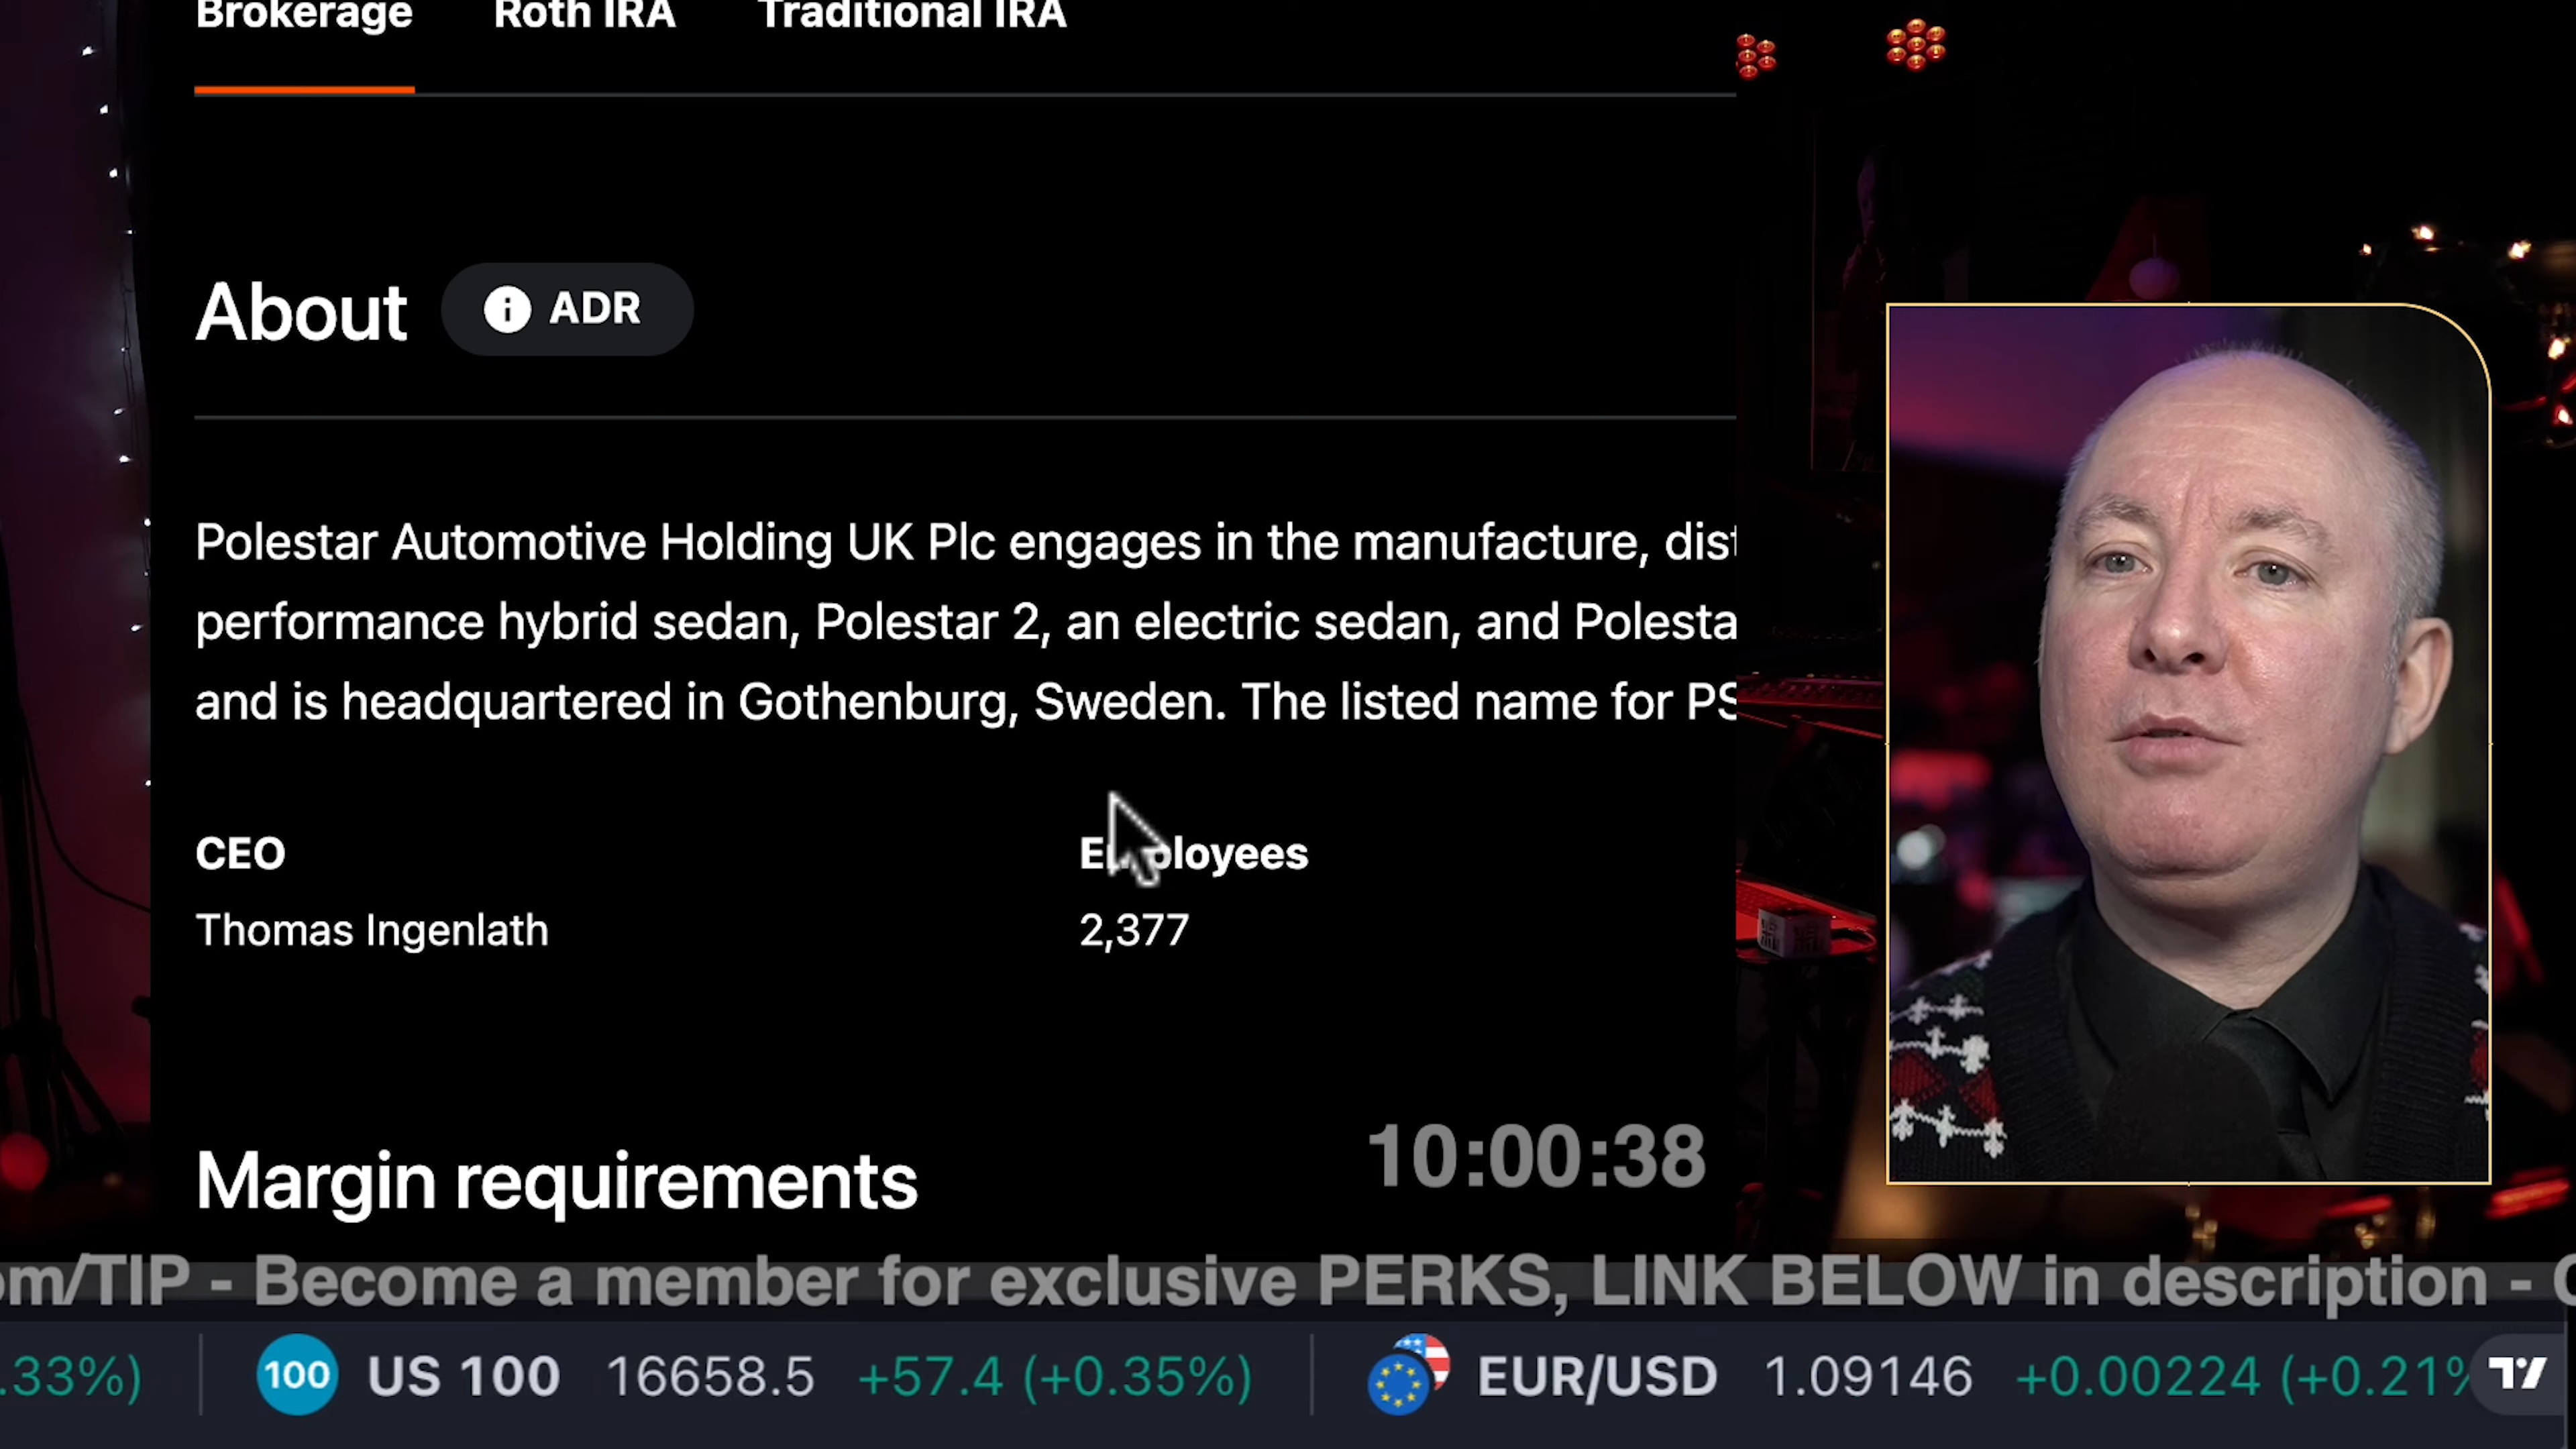 Brokerage Roth IRA Traditional IRA
About ADR
Polestar Automotive Holding UK Plc engages in the manufacture, dist
performance hybrid sedan, Polestar 2, an electric sedan, and Polesta
and is headquartered in Gothenburg, Sweden. The listed name for PS
CEO Employees
Thomas Ingenlath 2,377
Margin requirements
10:00:38
om/TIP - Become a member for exclusive PERKS, LINK BELOW in description -
.33%) 100 US 100 16658.5 +57.4 (+0.35%) EUR/USD 1.09146 +0.00224 (+0.21%